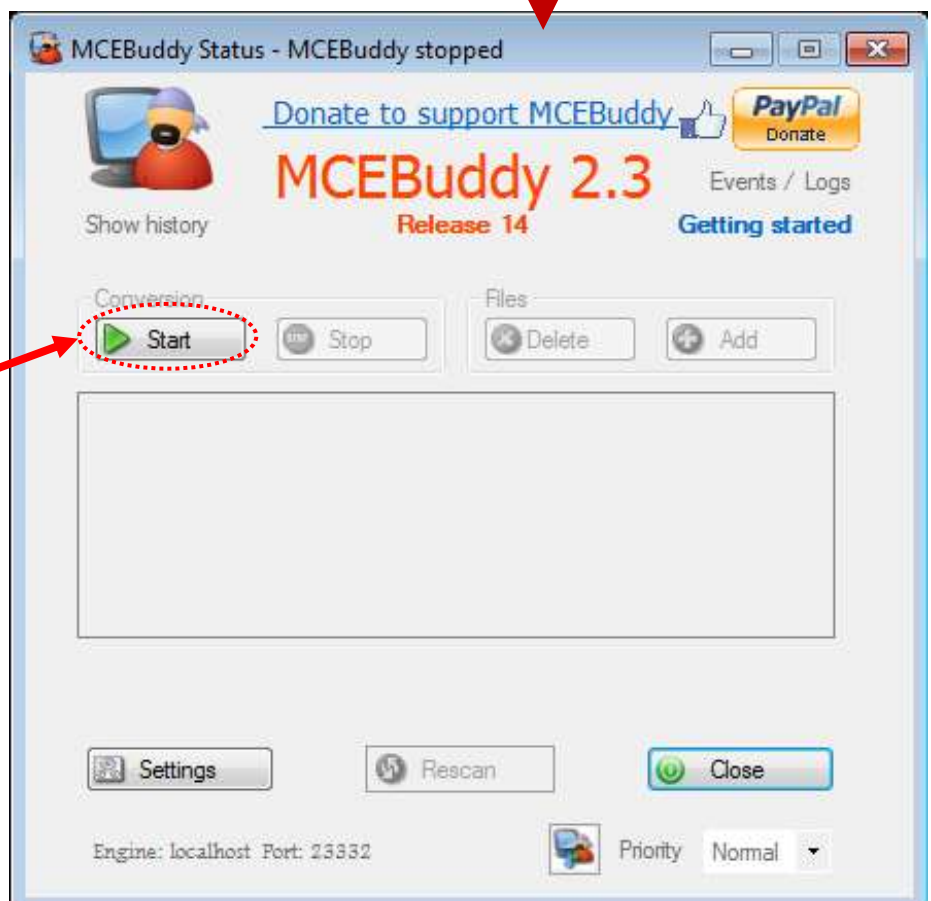 MCEBuddy Status - MCEBuddy stopped
Donate to support MCEBuddy
PayPal
Donate
MCEBuddy 2.3
Events / Logs
Show history
Release 14
Getting started
Conversion
Files
Start
Stop
Delete
Add
Settings
Rescan
Close
Engine: localhost Port: 23332
Priority
Normal